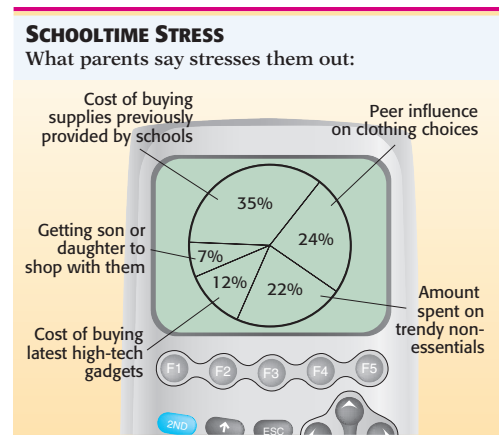 SCHOOLTIME STRESS
What parents say stresses them out:
Cost of buying
supplies previously
provided by schools
Peer influence
on clothing choices
35%
24%
Getting son or
daughter to
shop with them
7%
12%
22%
Amount
spent on
trendy non-
essentials
Cost of buying
latest high-tech
gadgets
F1 F2 F3 F4 F5
2ND ESC